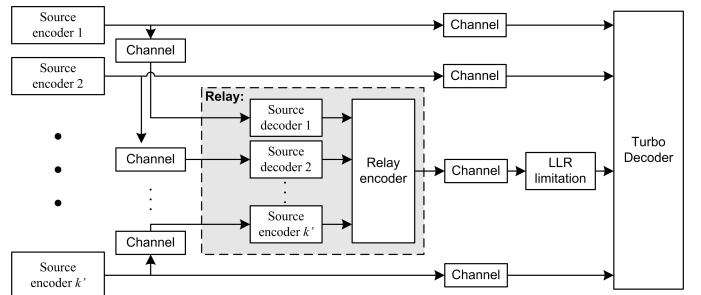 Source
encoder 1
Channel
Channel
Source
encoder 2
Channel
Relay:
Source
decoder 1
Channel
Source
decoder 2
Relay
encoder
Channel
LLR
limitation
Turbo
Decoder
Source
encoder k'
Channel
Source
encoder k'
Channel